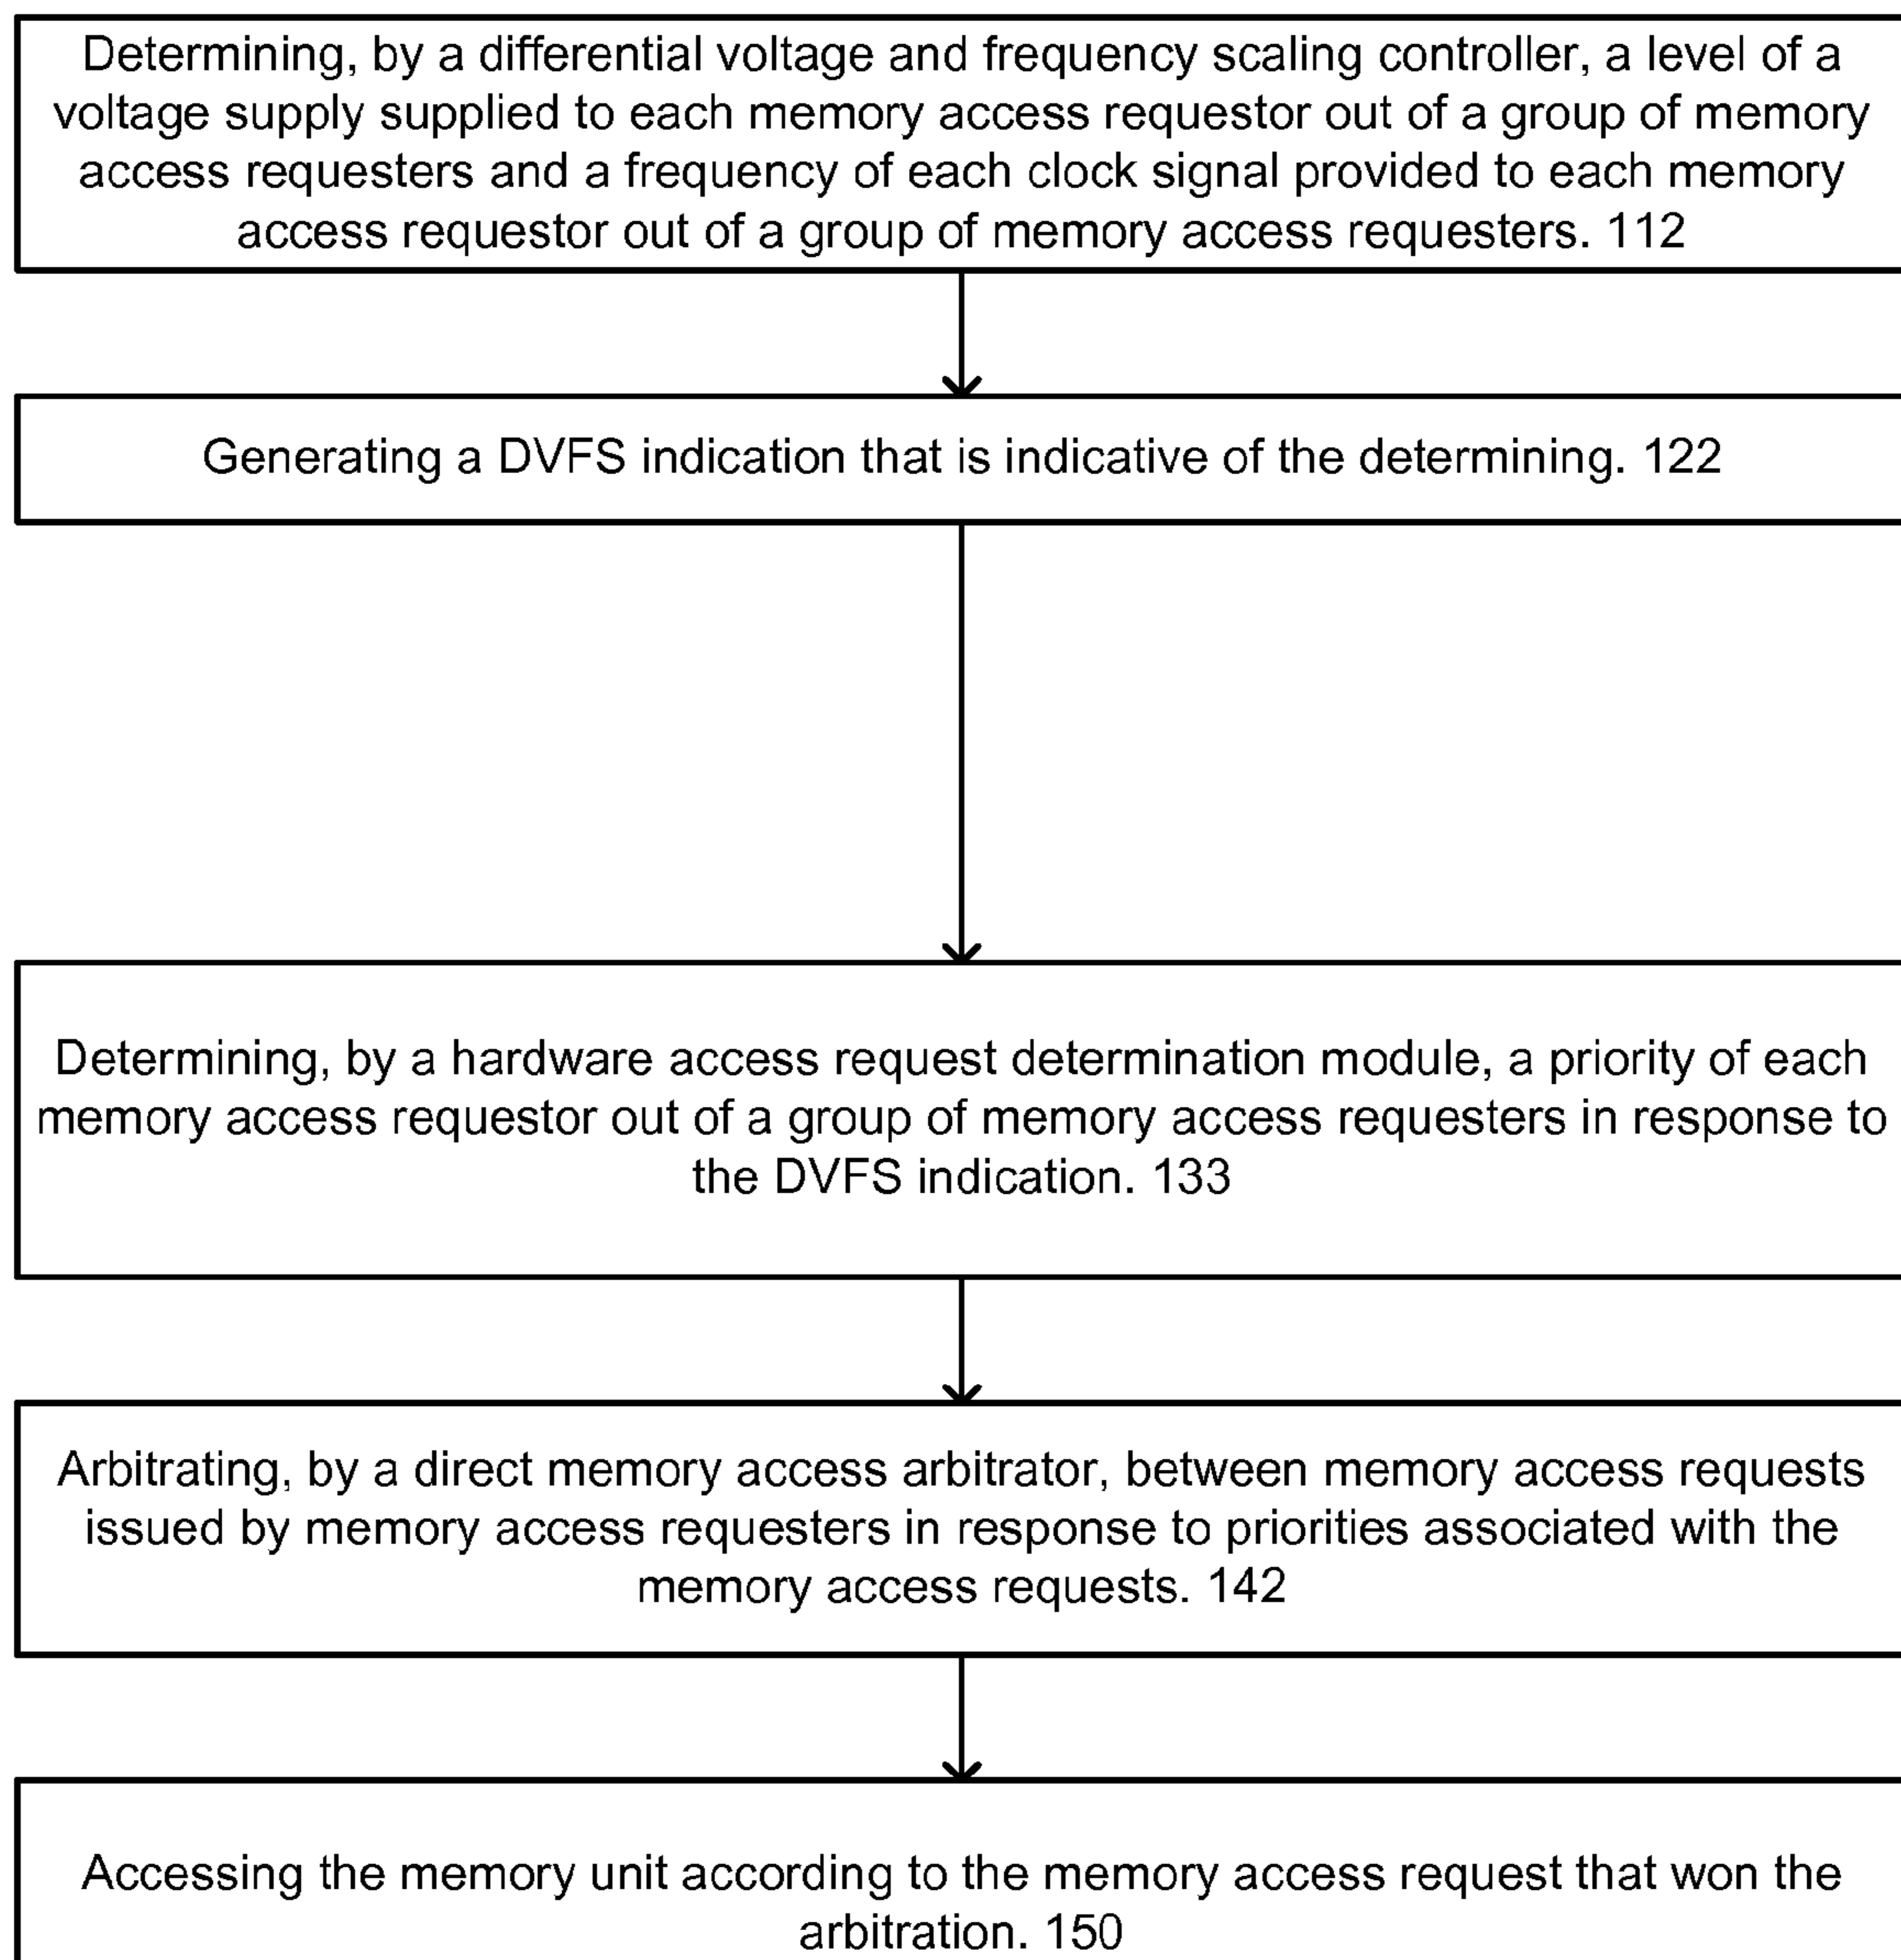 Determining, by a differential voltage and frequency scaling controller, a level of a
voltage supply supplied to each memory access requestor out of a group of memory
access requesters and a frequency of each clock signal provided to each memory
access requestor out of a group of memory access requesters. 112
Generating a DVFS indication that is indicative of the determining. 122
Determining, by a hardware access request determination module, a priority of each
memory access requestor out of a group of memory access requesters in response to
the DVFS indication. 133
Arbitrating, by a direct memory access arbitrator, between memory access requests
issued by memory access requesters in response to priorities associated with the
memory access requests. 142
Accessing the memory unit according to the memory access request that won the
arbitration. 150